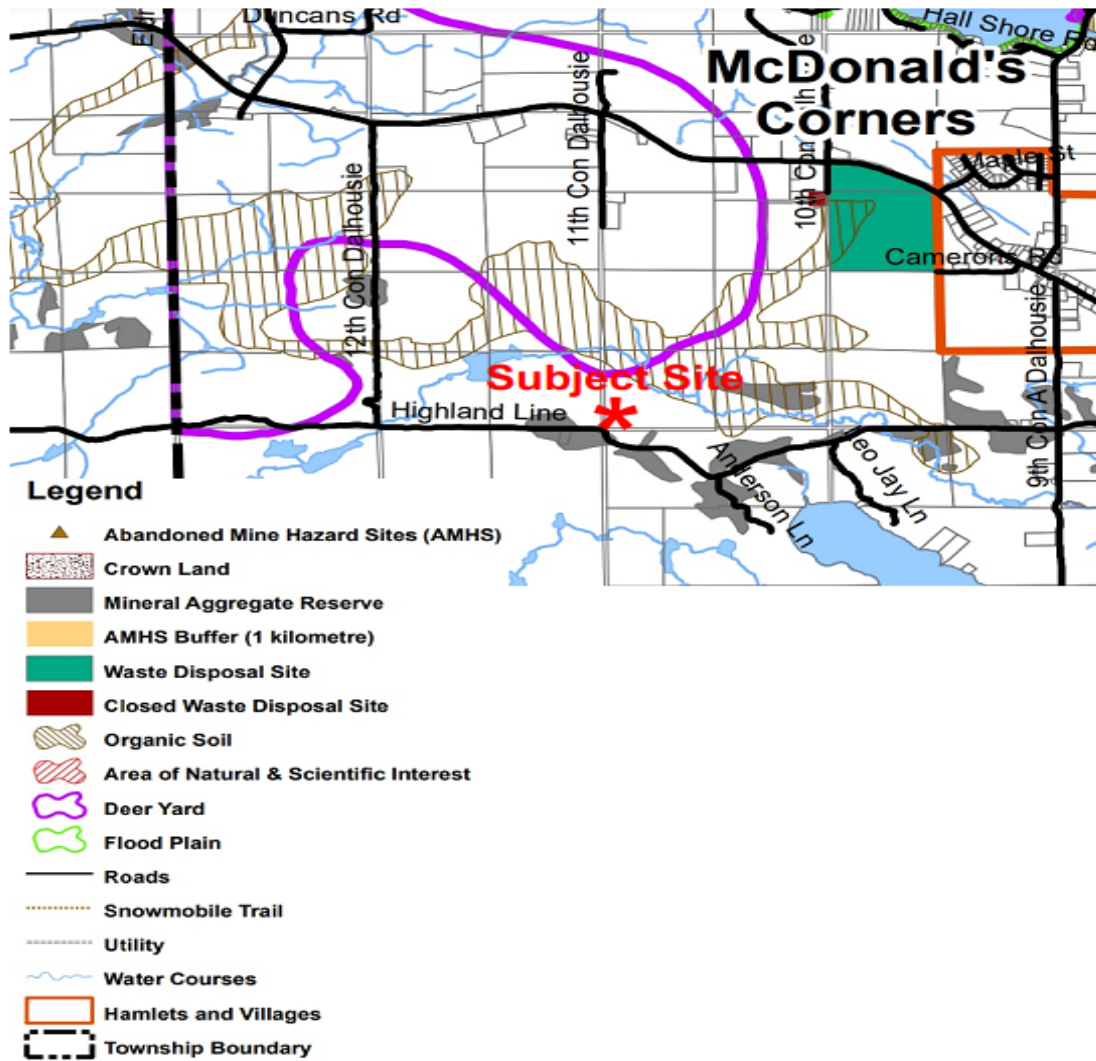 Duncans Rd
Hall Shore Rd
McDonald's
Corners
Maple St
11th Con Dalhousie
12th Con Dalhousie
Camerons Rd
9th Con A Dalhousie
Subject Site
*
Highland Line
Anderson Ln
Leo Jay Ln
Legend
Abandoned Mine Hazard Sites (AMHS)
Crown Land
Mineral Aggregate Reserve
AMHS Buffer (1 kilometre)
Waste Disposal Site
Closed Waste Disposal Site
Organic Soil
Area of Natural & Scientific Interest
Deer Yard
Flood Plain
Roads
Snowmobile Trail
Utility
Water Courses
Hamlets and Villages
Township Boundary